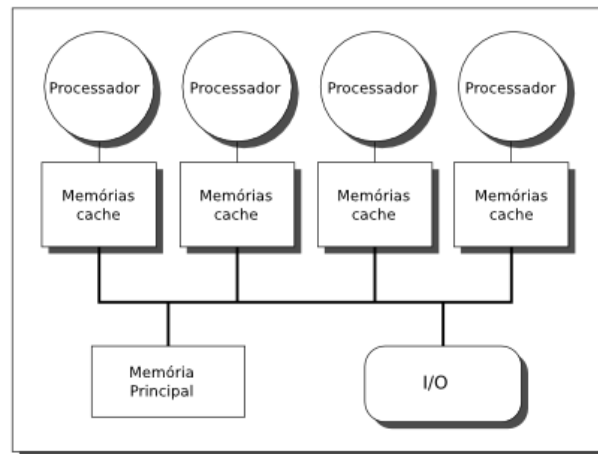 Processador
Processador
Processador
Processador
Memórias
cache
Memórias
cache
Memórias
cache
Memórias
cache
Memória
Principal
I/O